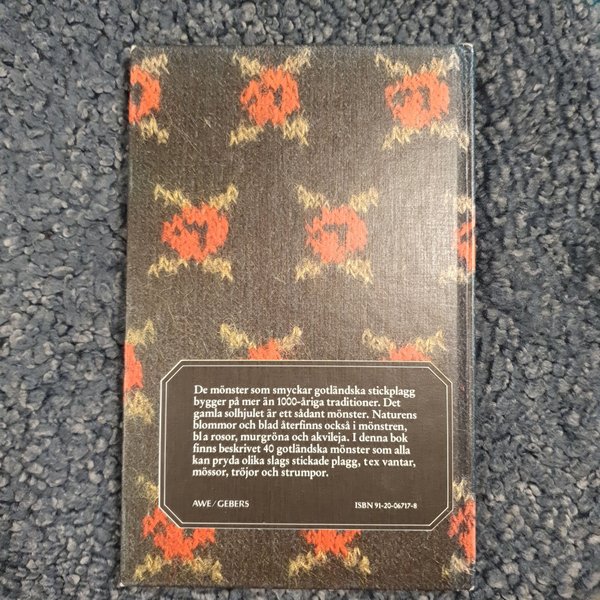 De mönster som smyckar gotländska stickplagg
bygger på mer än 1000-åriga traditioner. Det
gamla solhjulet är ett sådant mönster. Naturens
blommor och blad återfinns också i mönstren,
bla rosor, murgröna och akvileja. I denna bok
finns beskrivet 40 gotländska mönster som alla
kan pryda olika slags stickade plagg, t ex vantar,
mössor, tröjor och strumpor.
AWE/GEBERS ISBN 91-20-06717-8